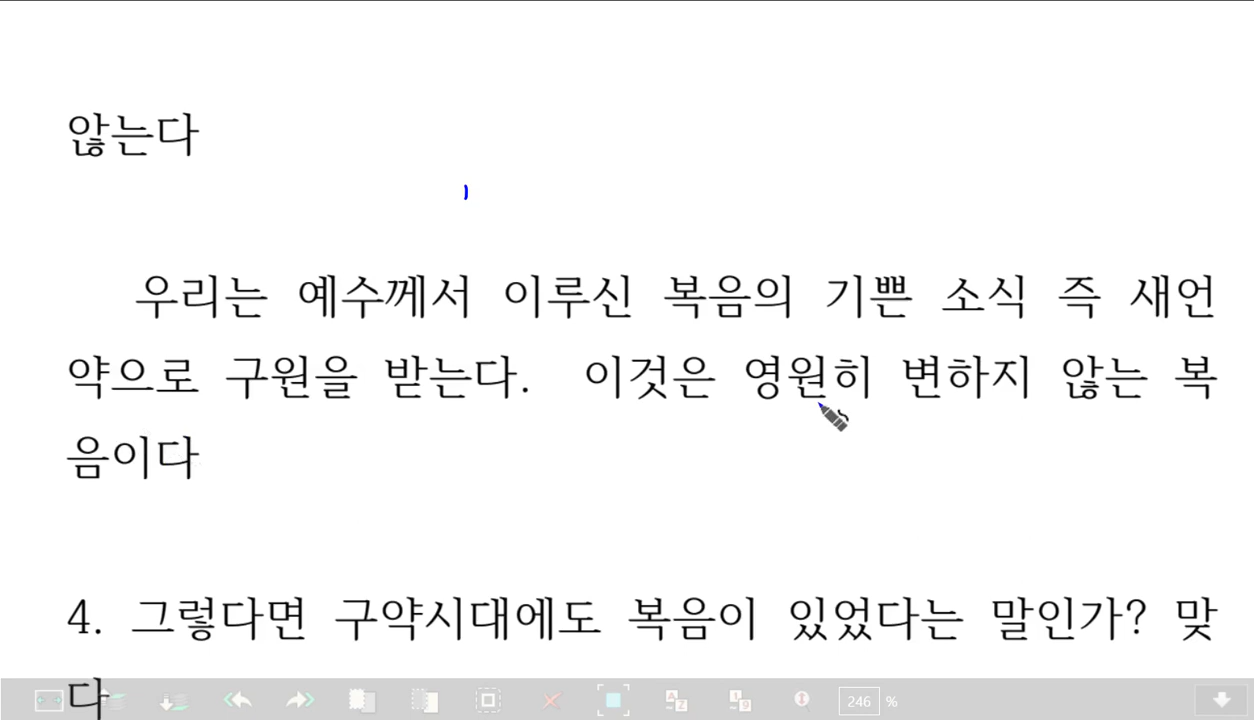 않는다
우리는 예수께서 이루신 복음의 기쁜 소식 즉 새언
약으로 구원을 받는다. 이것은 영원히 변하지 않는 복
음이다
4. 그렇다면 구약시대에도 복음이 있었다는 말인가? 맞
다
246 %